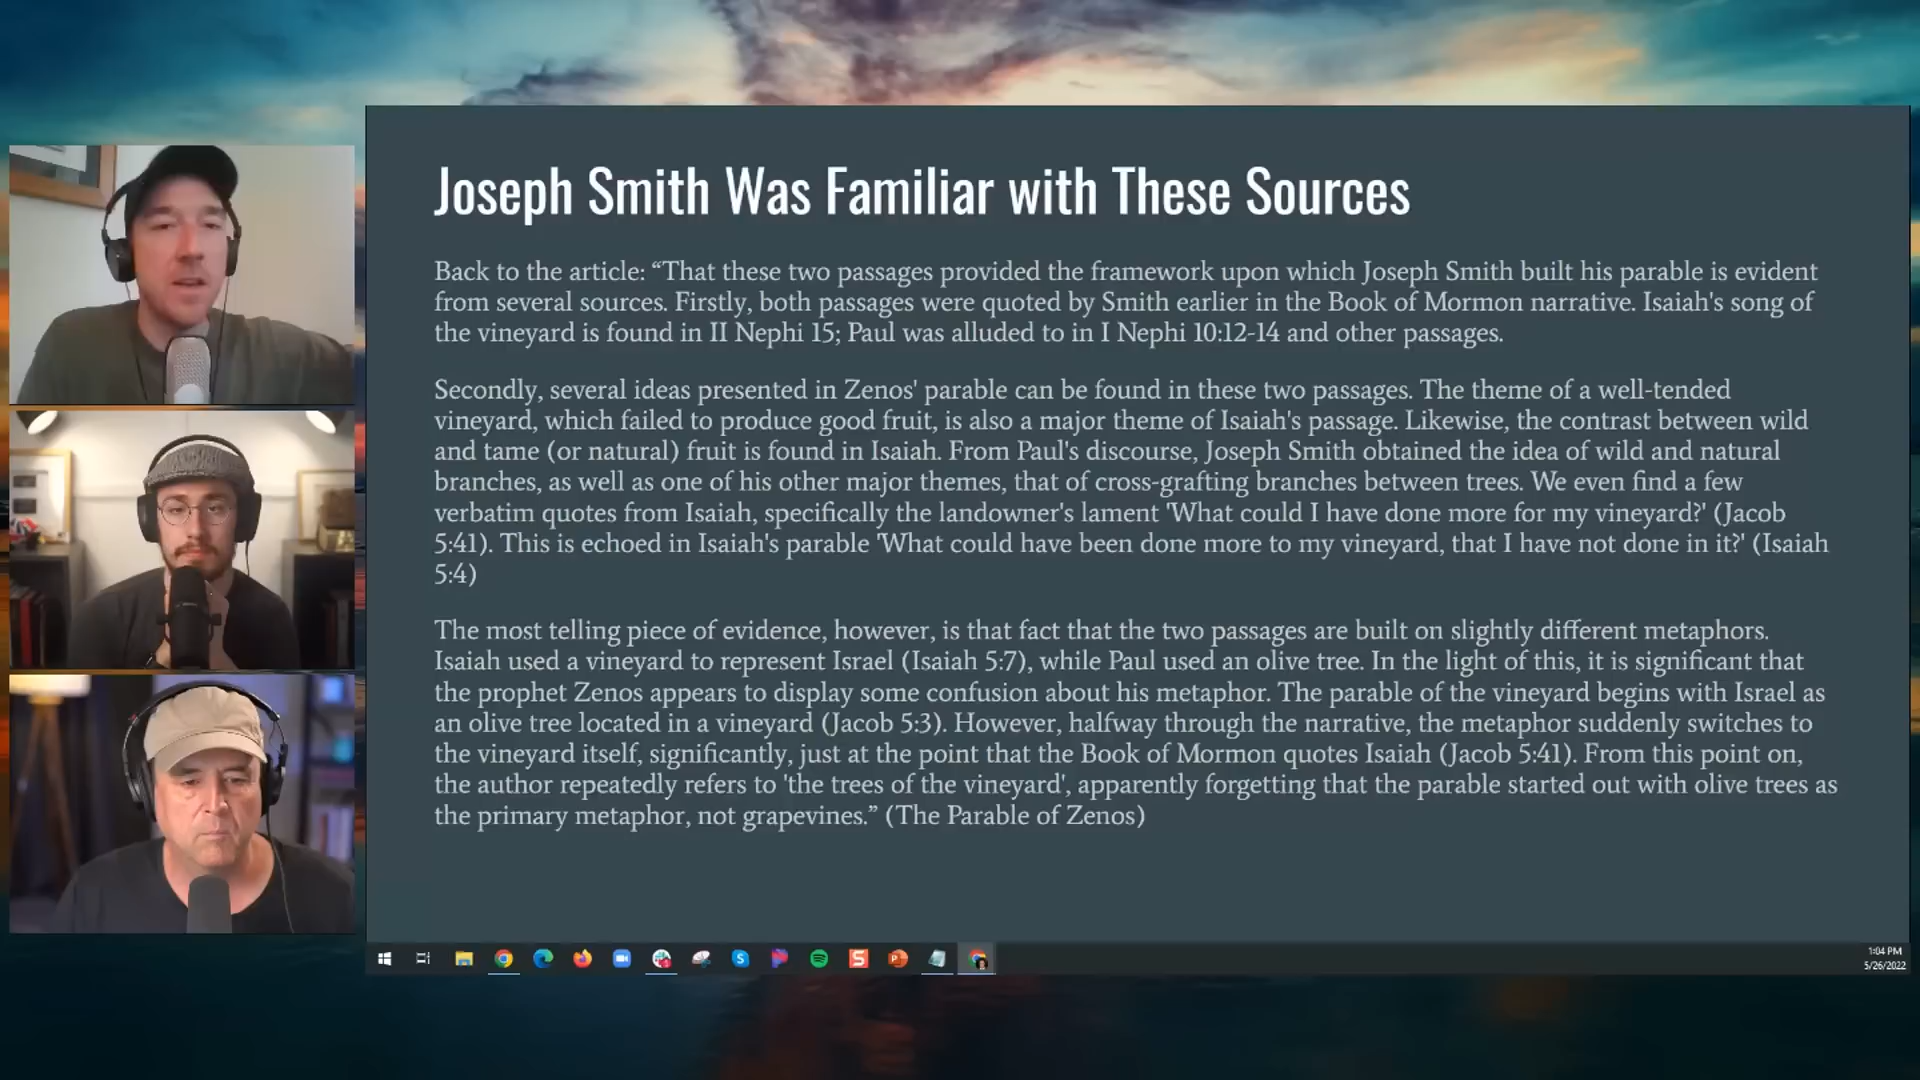 Joseph Smith Was Familiar with These Sources
Back to the article: “That these two passages provided the framework upon which Joseph Smith built his parable is evident
from several sources. Firstly, both passages were quoted by Smith earlier in the Book of Mormon narrative. Isaiah's song of
the vineyard is found in II Nephi 15; Paul was alluded to in I Nephi 10:12-14 and other passages.
Secondly, several ideas presented in Zenos' parable can be found in these two passages. The theme of a well-tended
vineyard, which failed to produce good fruit, is also a major theme of Isaiah's passage. Likewise, the contrast between wild
and tame (or natural) fruit is found in Isaiah. From Paul's discourse, Joseph Smith obtained the idea of wild and natural
branches, as well as one of his other major themes, that of cross-grafting branches between trees. We even find a few
verbatim quotes from Isaiah, specifically the landowner's lament 'What could I have done more for my vineyard?' (Jacob
5:41). This is echoed in Isaiah's parable 'What could have been done more to my vineyard, that I have not done in it?' (Isaiah
5:4)
The most telling piece of evidence, however, is that fact that the two passages are built on slightly different metaphors.
Isaiah used a vineyard to represent Israel (Isaiah 5:7), while Paul used an olive tree. In the light of this, it is significant that
the prophet Zenos appears to display some confusion about his metaphor. The parable of the vineyard begins with Israel as
an olive tree located in a vineyard (Jacob 5:3). However, halfway through the narrative, the metaphor suddenly switches to
the vineyard itself, significantly, just at the point that the Book of Mormon quotes Isaiah (Jacob 5:41). From this point on,
the author repeatedly refers to 'the trees of the vineyard', apparently forgetting that the parable started out with olive trees as
the primary metaphor, not grapevines.” (The Parable of Zenos)
1:04 PM
5/26/2022